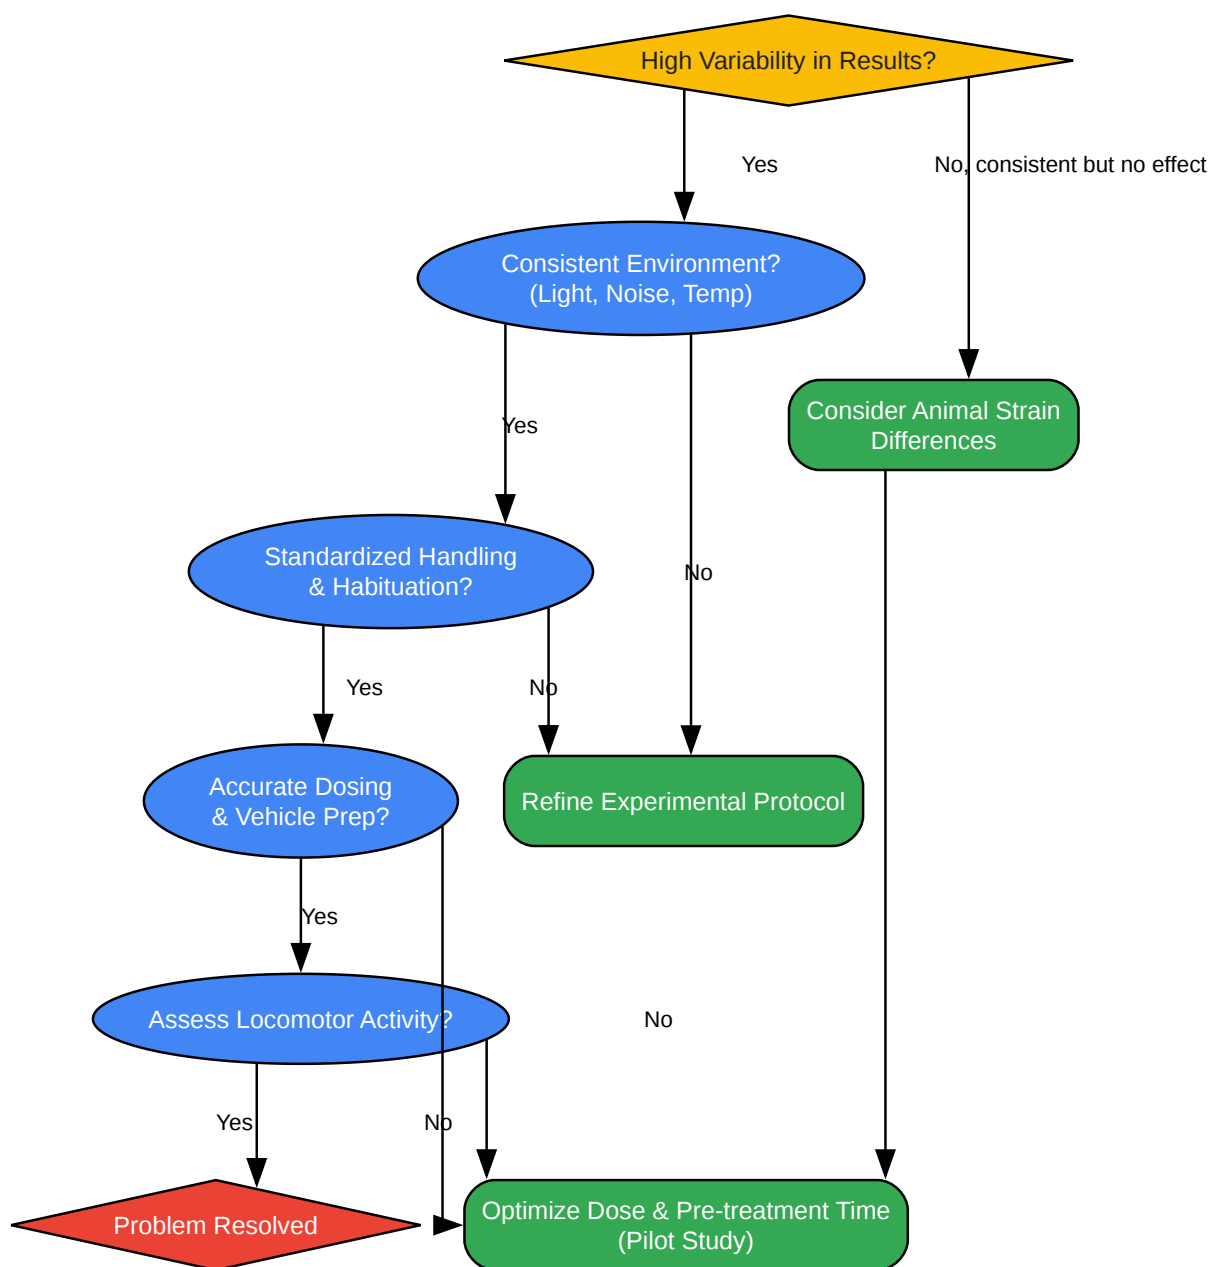 High Variability in Results?
Yes
No, consistent but no effect
Consistent Environment?
(Light, Noise, Temp)
Consider Animal Strain
Differences
Yes
Standardized Handling
& Habituation?
No
Yes
No
Accurate Dosing
& Vehicle Prep?
Refine Experimental Protocol
Yes
Assess Locomotor Activity?
No
Yes
No
Problem Resolved
Optimize Dose & Pre-treatment Time
(Pilot Study)